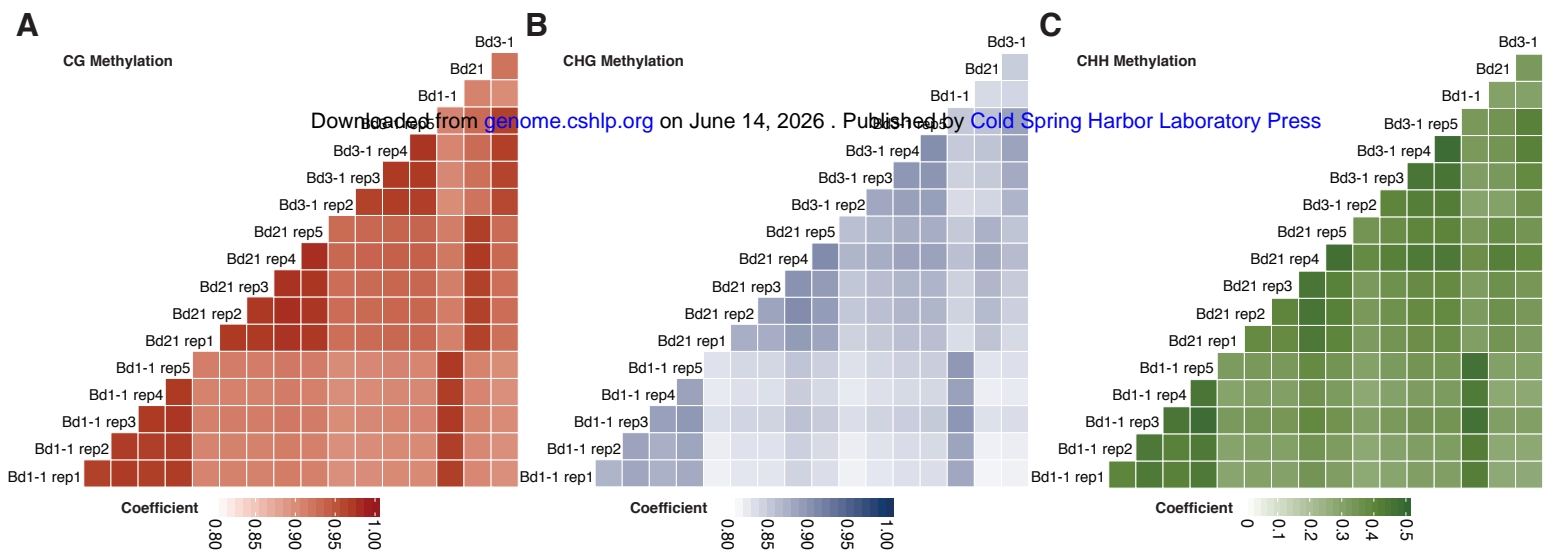 A
B
C
CG Methylation
CHG Methylation
CHH Methylation
Bd3-1
Bd21
Bd1-1
Bd3-1 rep5
Bd3-1 rep4
Bd3-1 rep3
Bd3-1 rep2
Bd21 rep5
Bd21 rep4
Bd21 rep3
Bd21 rep2
Bd21 rep1
Bd1-1 rep5
Bd1-1 rep4
Bd1-1 rep3
Bd1-1 rep2
Bd1-1 rep1
Coefficient
0.80
0.85
0.90
0.95
1.00
Bd3-1
Bd21
Bd1-1
Bd3-1 rep5
Bd3-1 rep4
Bd3-1 rep3
Bd3-1 rep2
Bd21 rep5
Bd21 rep4
Bd21 rep3
Bd21 rep2
Bd21 rep1
Bd1-1 rep5
Bd1-1 rep4
Bd1-1 rep3
Bd1-1 rep2
Bd1-1 rep1
Coefficient
0.80
0.85
0.90
0.95
1.00
Bd3-1
Bd21
Bd1-1
Bd3-1 rep5
Bd3-1 rep4
Bd3-1 rep3
Bd3-1 rep2
Bd21 rep5
Bd21 rep4
Bd21 rep3
Bd21 rep2
Bd21 rep1
Bd1-1 rep5
Bd1-1 rep4
Bd1-1 rep3
Bd1-1 rep2
Bd1-1 rep1
Coefficient
0
0.1
0.2
0.3
0.4
0.5
Downloaded from genome.cshlp.org on June 14, 2026 . Published by Cold Spring Harbor Laboratory Press